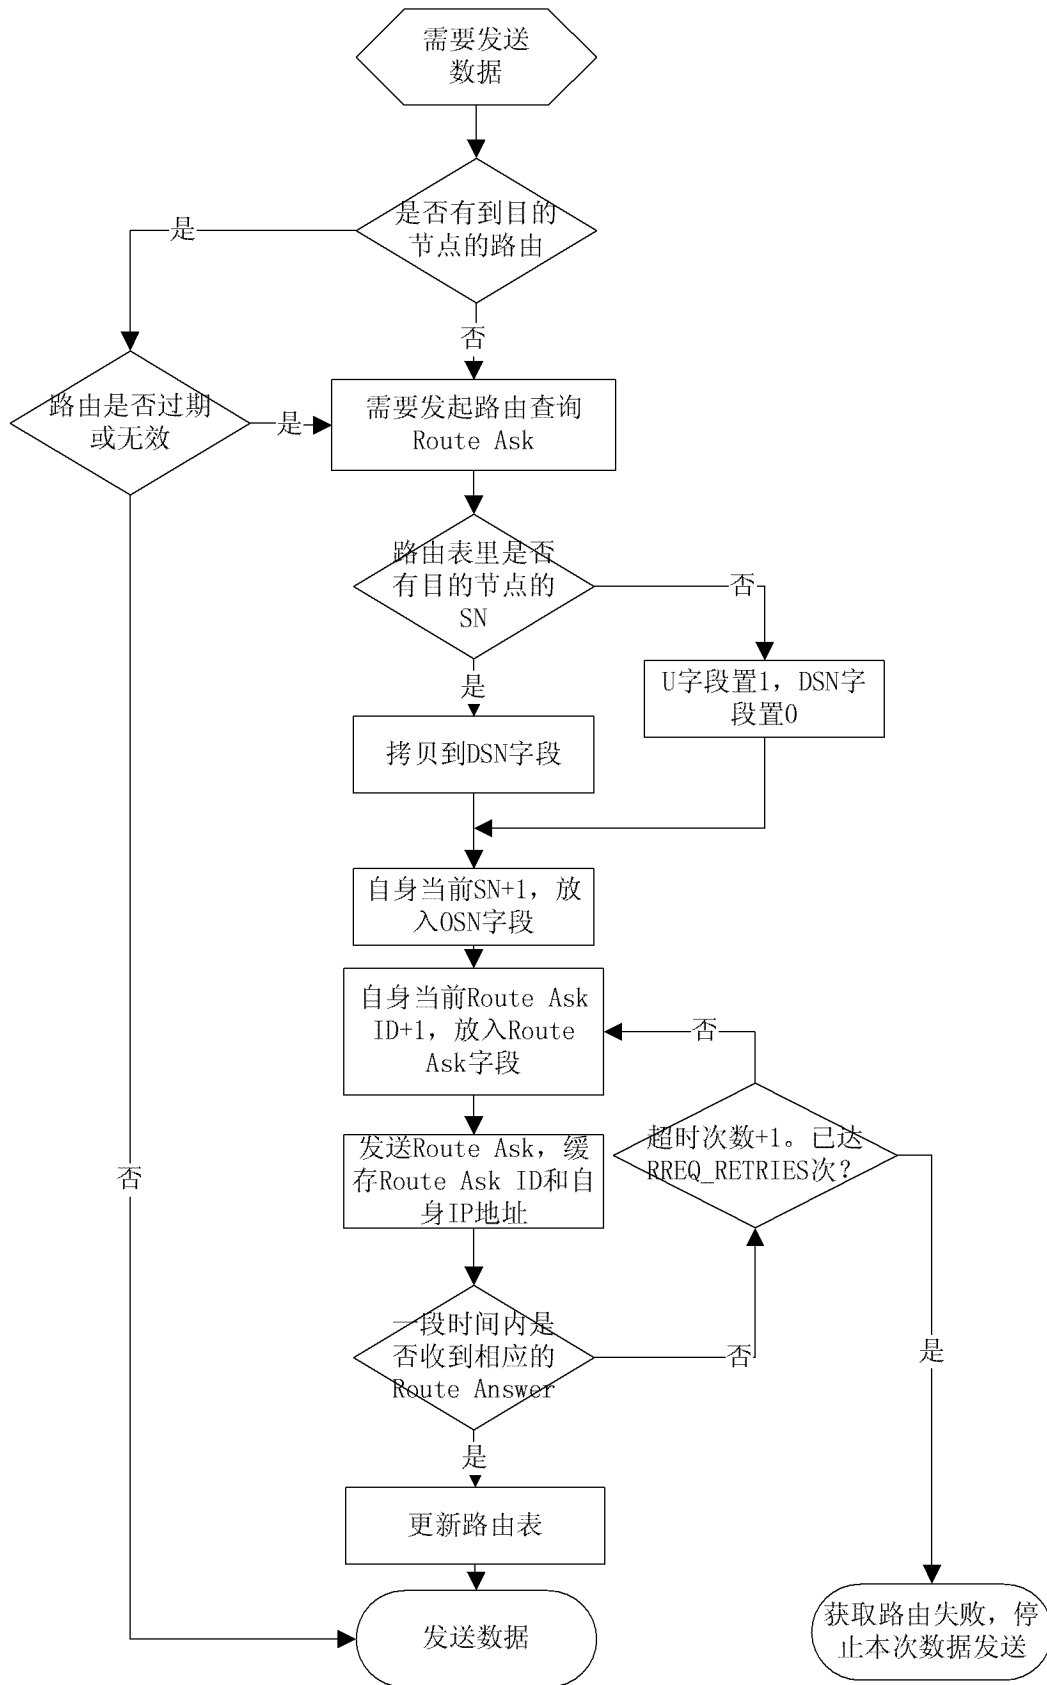 需要发送
数据
是否有到目的
节点的路由
是
否
路由是否过期
或无效
是
需要发起路由查询
Route Ask
路由表里是否
有目的节点的
SN
否
是
U字段置1，DSN字
段置0
拷贝到DSN字段
自身当前SN+1，放
入OSN字段
自身当前Route Ask
ID+1，放入Route
Ask字段
否
发送Route Ask，缓
存Route Ask ID和自
身IP地址
超时次数+1。已达
RREQ_RETRIES次？
否
一段时间内是
否收到相应的
Route Answer
否
是
是
更新路由表
发送数据
获取路由失败，停
止本次数据发送